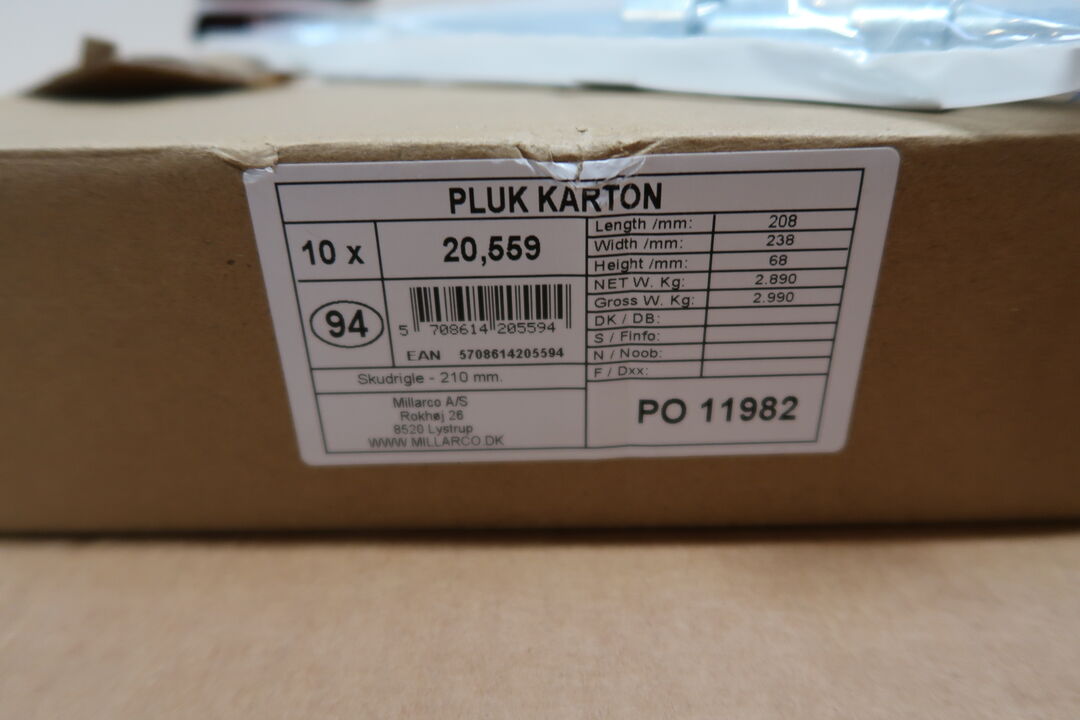 PLUK KARTON
10 x
20,559
94
5 708614 205594
EAN 5708614205594
Skudrigle - 210 mm.
Millarco A/S
Rokhøj 26
8520 Lystrup
WWW.MILLARCO.DK
Length /mm: 208
Width /mm: 238
Height /mm: 68
NET W. Kg: 2.890
Gross W. Kg: 2.990
DK / DB:
S / Finfo:
N / Noob:
F / Dxx:
PO 11982